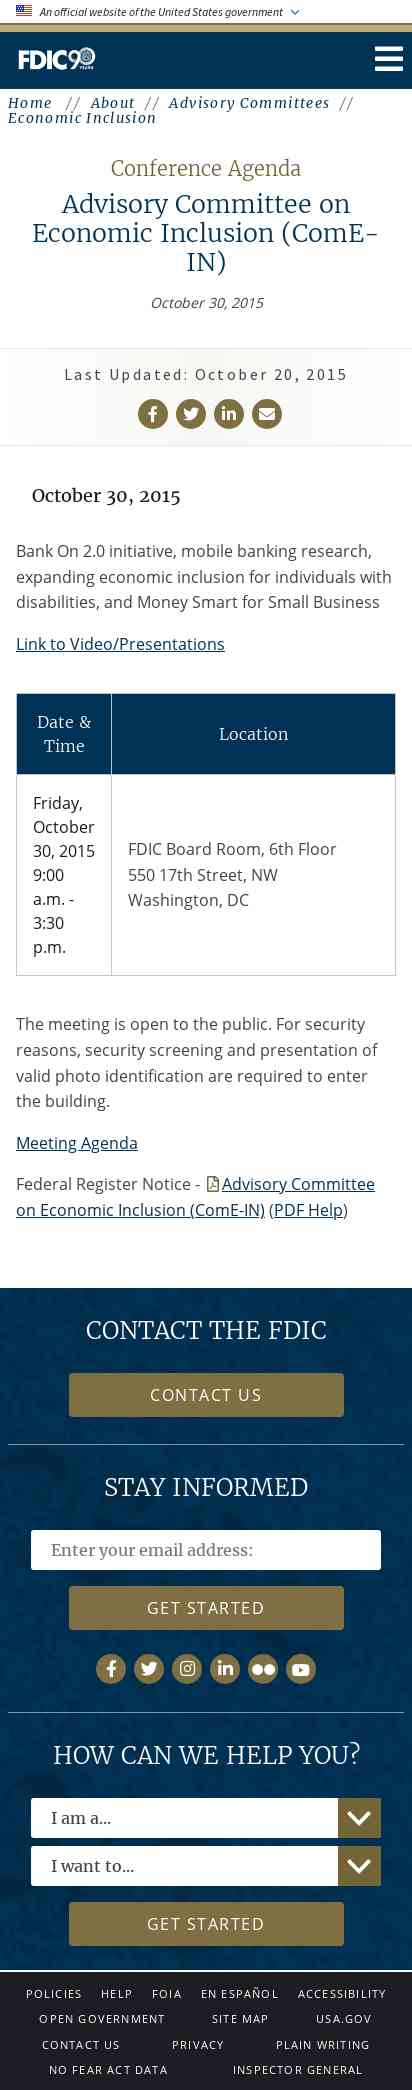 An official website of the United States government
FDIC 90 YEARS
Home // About // Advisory Committees //
Economic Inclusion
Conference Agenda
Advisory Committee on
Economic Inclusion (ComE-
IN)
October 30, 2015
Last Updated: October 20, 2015
October 30, 2015
Bank On 2.0 initiative, mobile banking research,
expanding economic inclusion for individuals with
disabilities, and Money Smart for Small Business
Link to Video/Presentations
Date &
Time
Location
Friday,
October
30, 2015
9:00
a.m. -
3:30
p.m.
FDIC Board Room, 6th Floor
550 17th Street, NW
Washington, DC
The meeting is open to the public. For security
reasons, security screening and presentation of
valid photo identification are required to enter
the building.
Meeting Agenda
Federal Register Notice - Advisory Committee
on Economic Inclusion (ComE-IN) (PDF Help)
CONTACT THE FDIC
CONTACT US
STAY INFORMED
Enter your email address:
GET STARTED
HOW CAN WE HELP YOU?
I am a...
I want to...
GET STARTED
POLICIES HELP FOIA EN ESPAÑOL ACCESSIBILITY
OPEN GOVERNMENT SITE MAP USA.GOV
CONTACT US PRIVACY PLAIN WRITING
NO FEAR ACT DATA INSPECTOR GENERAL